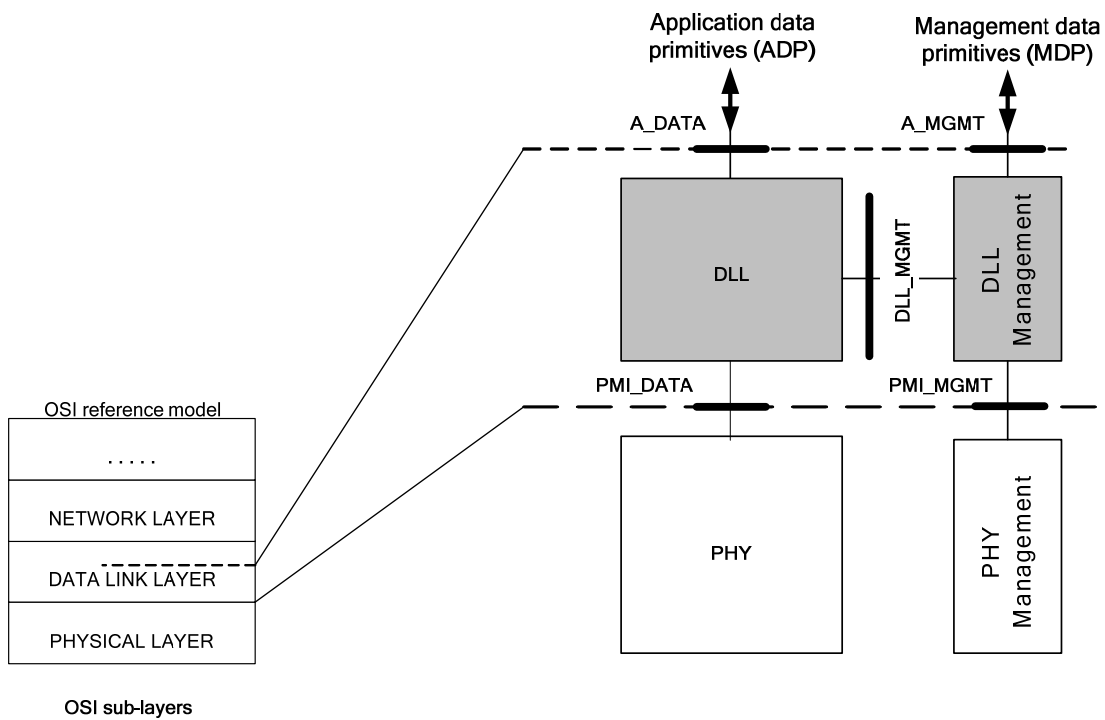 Application data
primitives (ADP)
Management data
primitives (MDP)
A_DATA
A_MGMT
DLL
DLL_MGMT
DLL
Management
PMI_DATA
PMI_MGMT
PHY
PHY
Management
OSI reference model
. . . . .
NETWORK LAYER
DATA LINK LAYER
PHYSICAL LAYER
OSI sub-layers